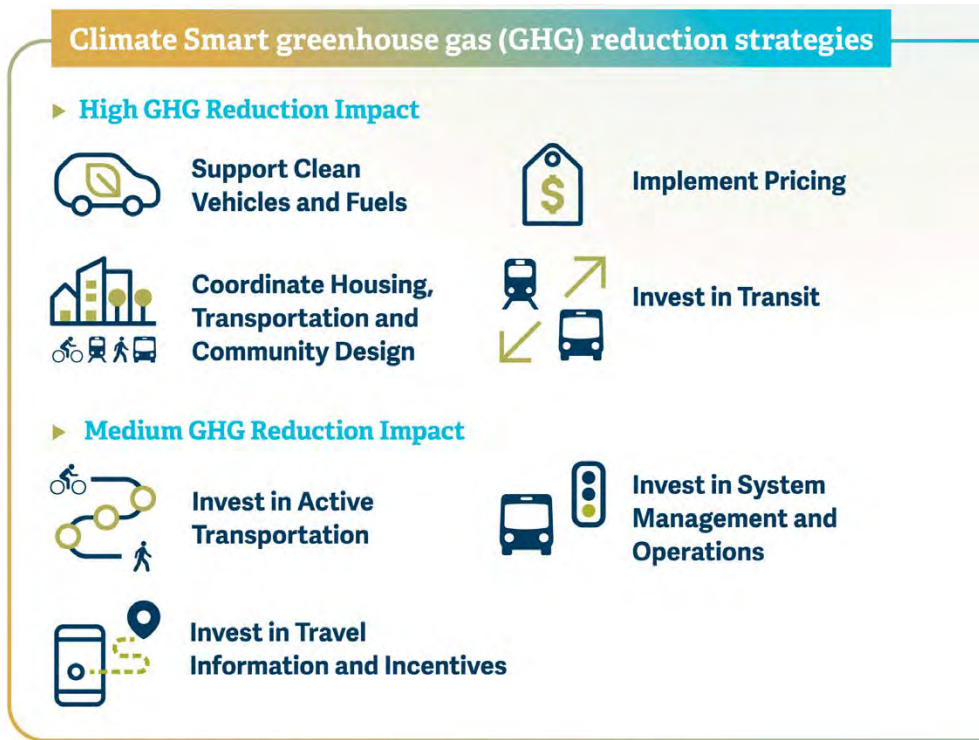 Climate Smart greenhouse gas (GHG) reduction strategies
High GHG Reduction Impact
Support Clean
Vehicles and Fuels
$
Implement Pricing
Coordinate Housing,
Transportation and
Community Design
Invest in Transit
Medium GHG Reduction Impact
Invest in Active
Transportation
Invest in System
Management and
Operations
Invest in Travel
Information and Incentives